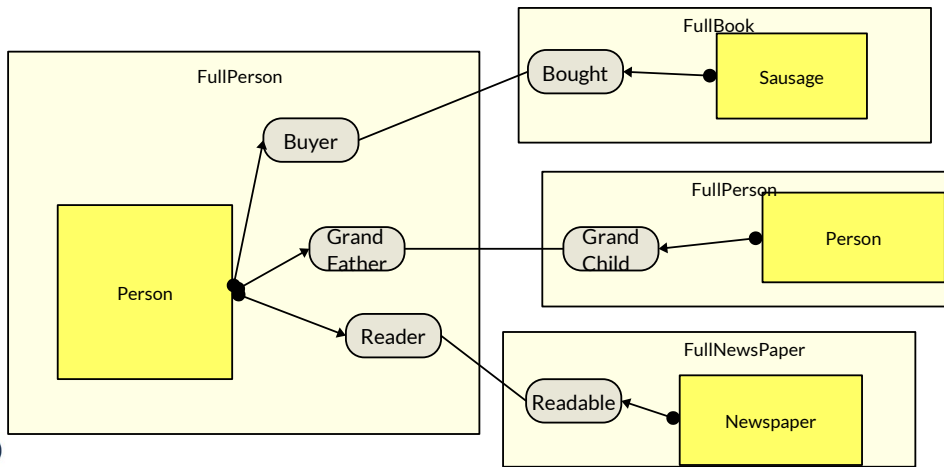 FullPerson
Buyer
Person
Grand
Father
Reader
FullBook
Bought
Sausage
FullPerson
Grand
Child
Person
FullNewsPaper
Readable
Newspaper